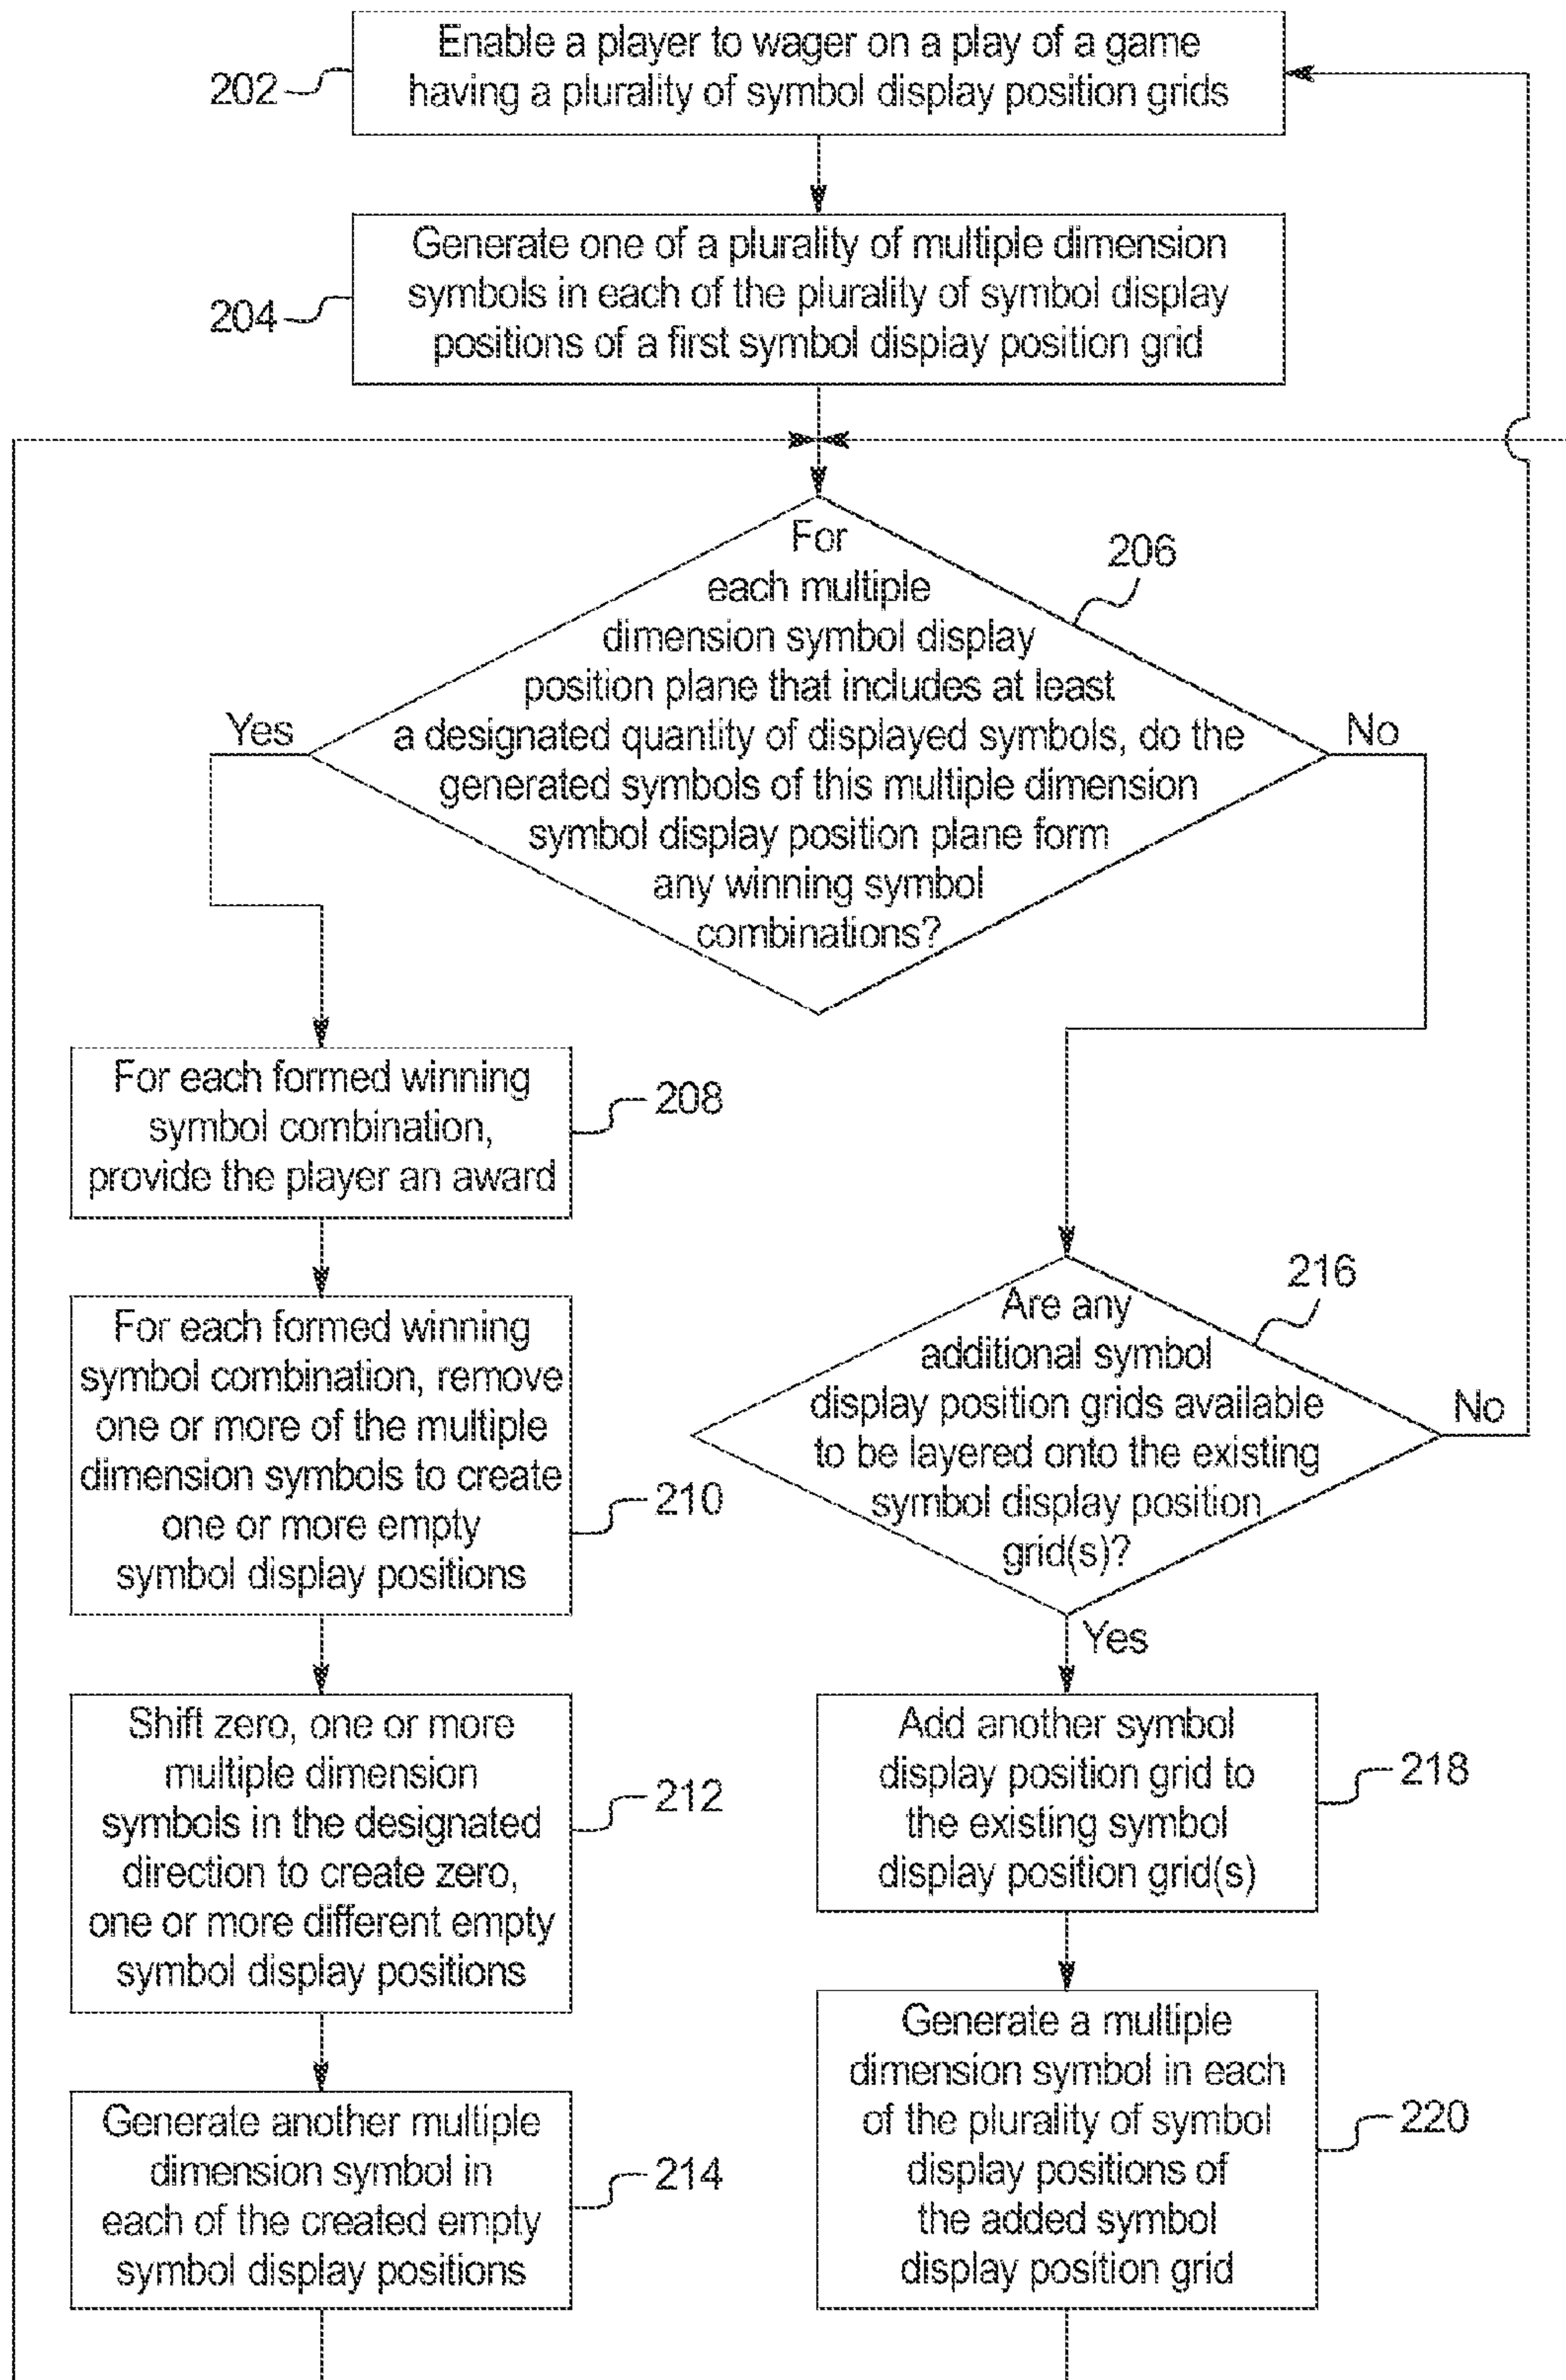 Enable a player to wager on a play of a game
having a plurality of symbol display position grids
202
Generate one of a plurality of multiple dimension
symbols in each of the plurality of symbol display
positions of a first symbol display position grid
204
For
each multiple
dimension symbol display
position plane that includes at least
a designated quantity of displayed symbols, do the
generated symbols of this multiple dimension
symbol display position plane form
any winning symbol
combinations?
206
Yes
No
For each formed winning
symbol combination,
provide the player an award
208
For each formed winning
symbol combination, remove
one or more of the multiple
dimension symbols to create
one or more empty
symbol display positions
210
Shift zero, one or more
multiple dimension
symbols in the designated
direction to create zero,
one or more different empty
symbol display positions
212
Generate another multiple
dimension symbol in
each of the created empty
symbol display positions
214
Are any
additional symbol
display position grids available
to be layered onto the existing
symbol display position
grid(s)?
216
No
Yes
Add another symbol
display position grid to
the existing symbol
display position grid(s)
218
Generate a multiple
dimension symbol in each
of the plurality of symbol
display positions of
the added symbol
display position grid
220